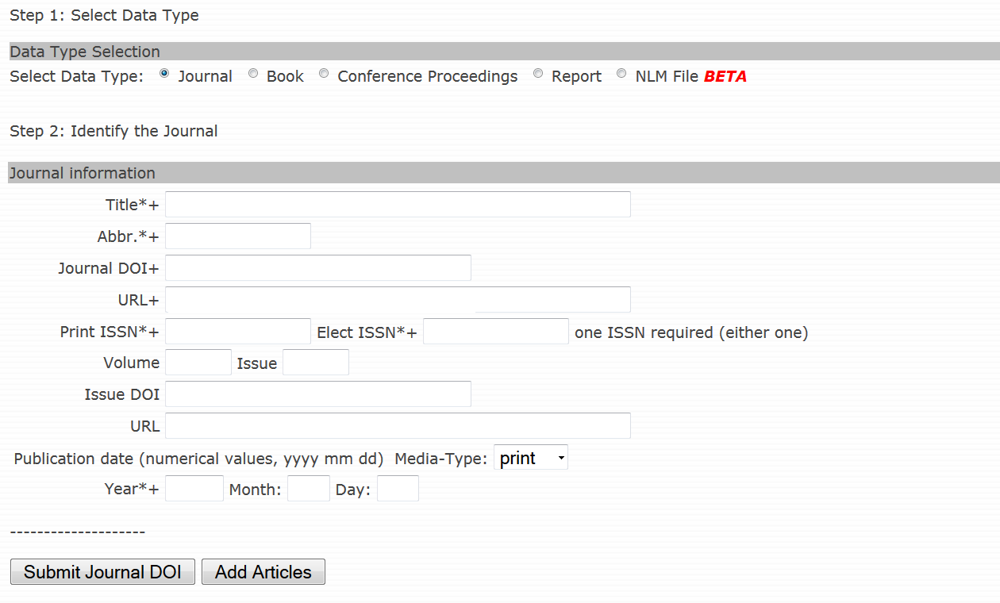 Step 1: Select Data Type
Data Type Selection
Select Data Type: Journal Book Conference Proceedings Report NLM File BETA
Step 2: Identify the Journal
Journal information
Title*+
Abbr.*+
Journal DOI+
URL+
Print ISSN*+ Elect ISSN*+ one ISSN required (either one)
Volume Issue
Issue DOI
URL
Publication date (numerical values, yyyy mm dd) Media-Type: print
Year*+ Month: Day:
--------------------
Submit Journal DOI Add Articles